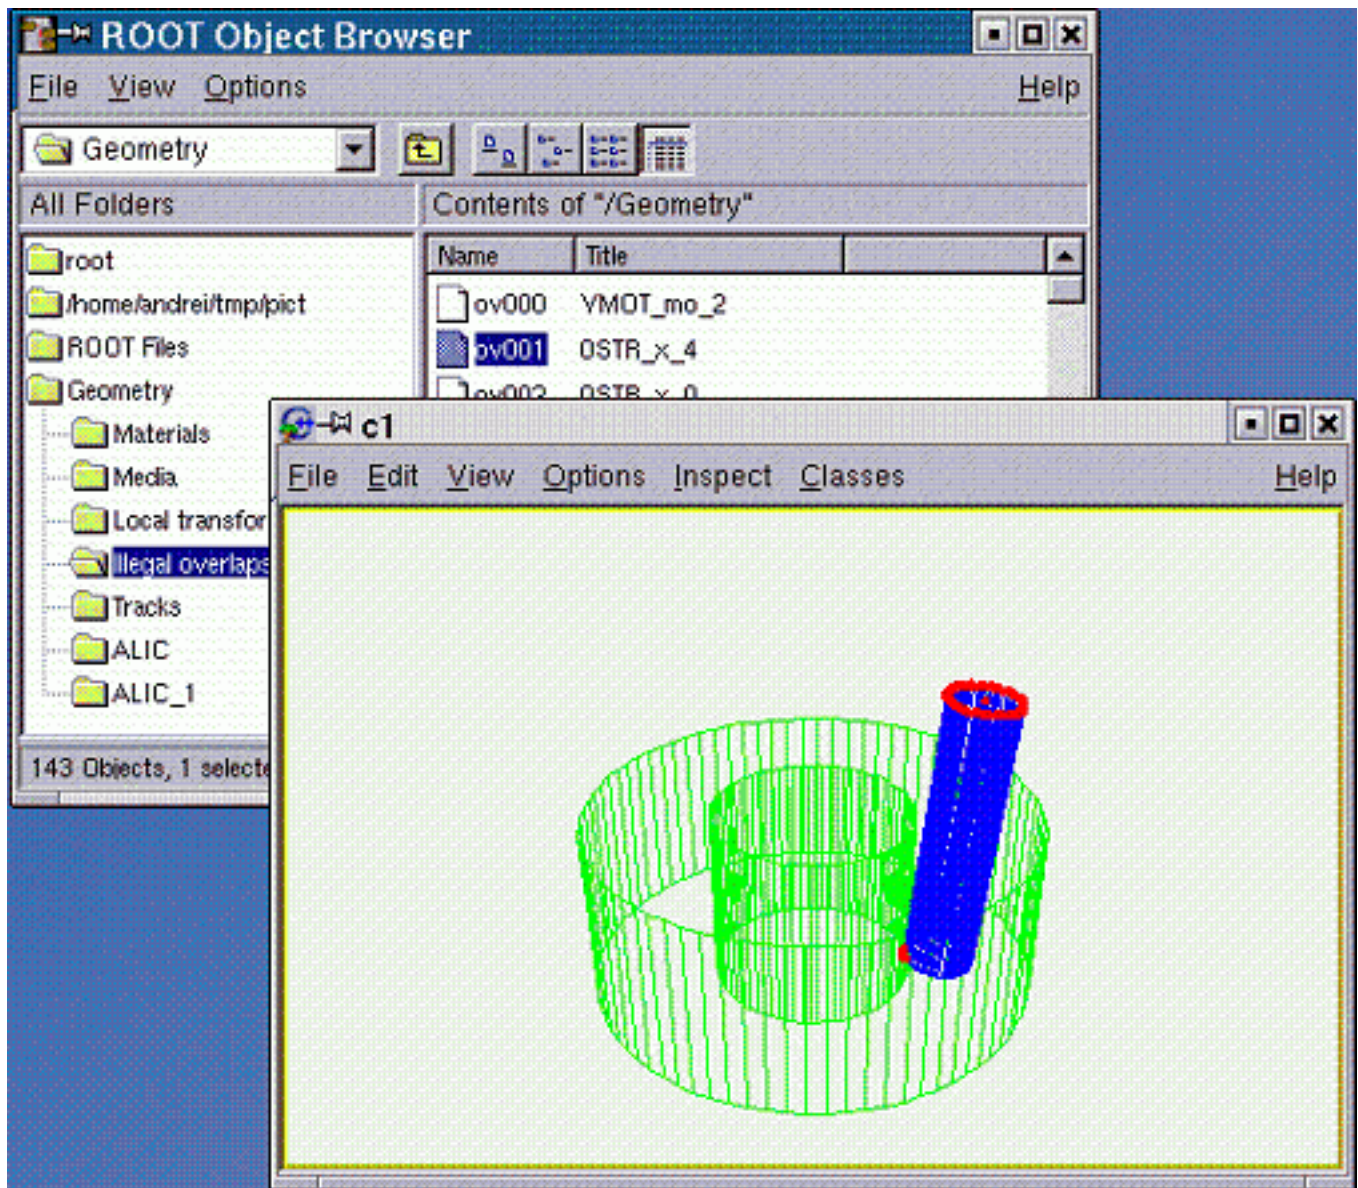 ROOT Object Browser
File View Options Help
Geometry
All Folders
Contents of "/Geometry"
root
/home/andrei/tmp/pict
ROOT Files
Geometry
Materials
Media
Local transfor
Illegal overlaps
Tracks
ALIC
ALIC_1
Name Title
ov000 VMOT_mo_2
ov001 OSTR_x_4
ov002 OSTR_x_0
143 Objects, 1 selecte
c1
File Edit View Options Inspect Classes Help